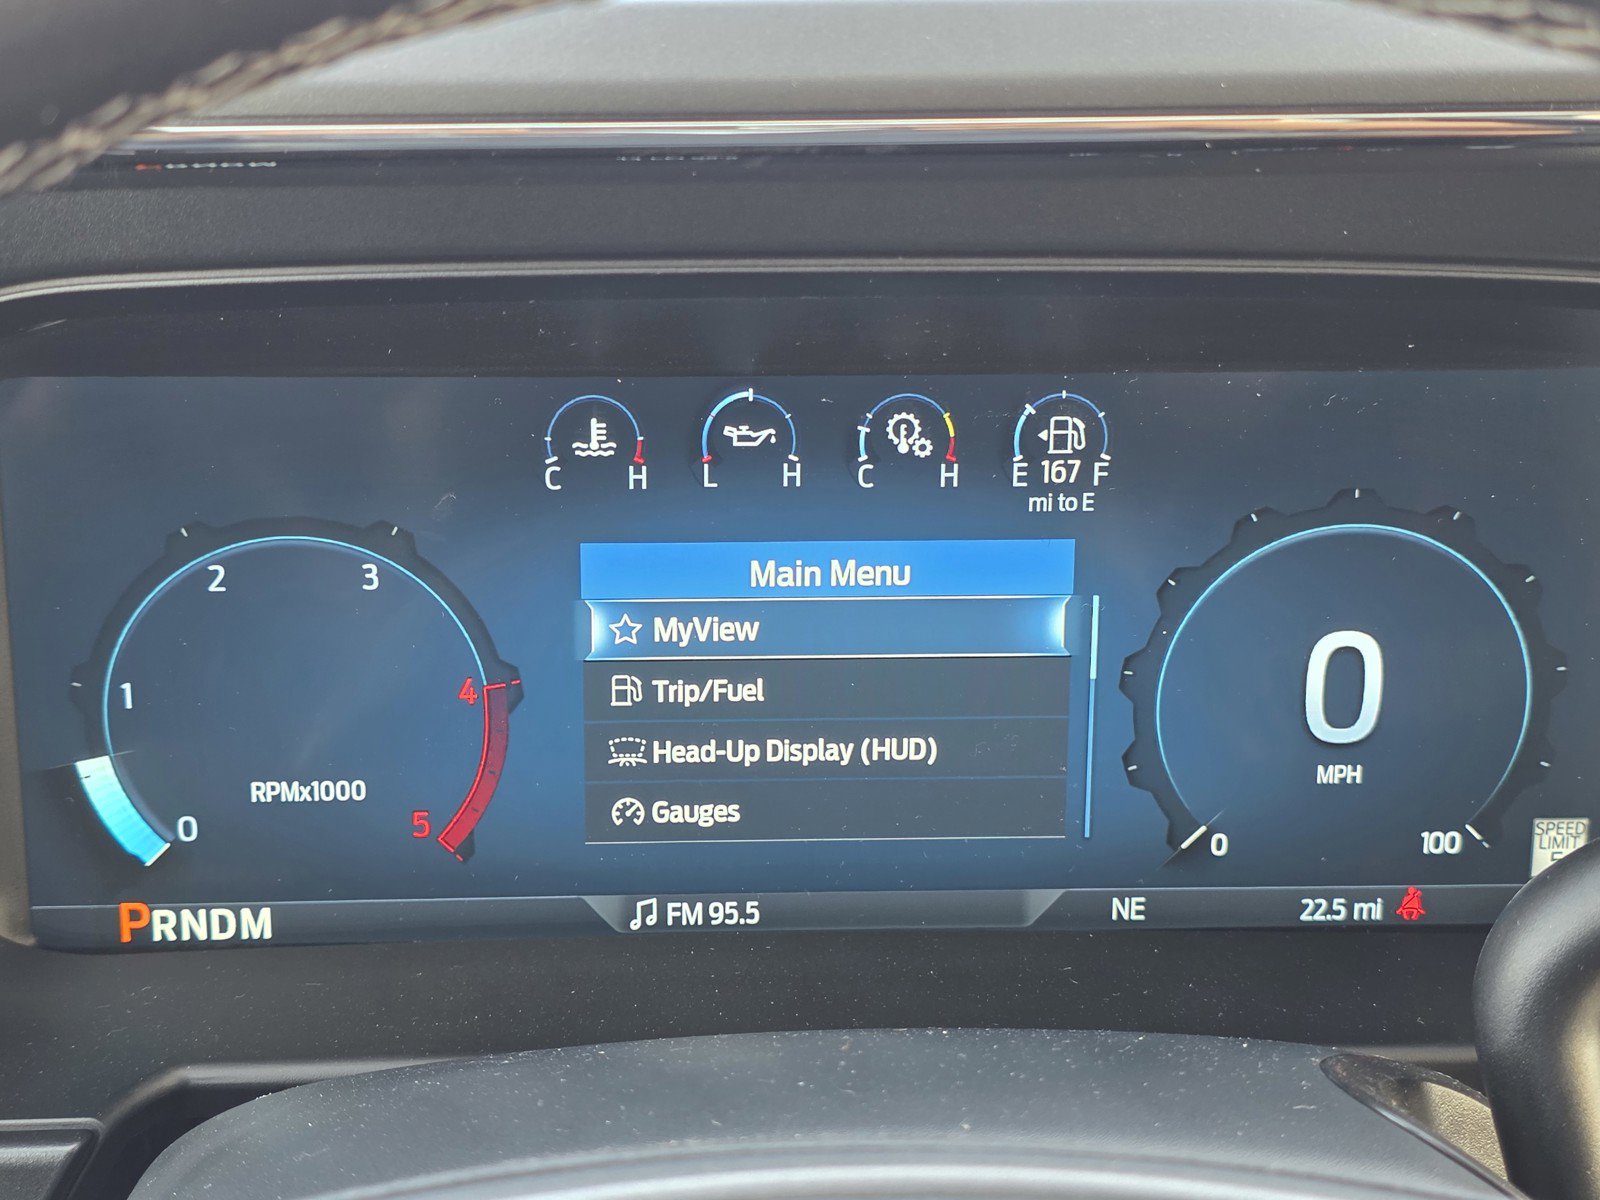 C H
L H
C H
E 167 F
mi to E
Main Menu
MyView
Trip/Fuel
Head-Up Display (HUD)
Gauges
0
1
2
3
4
5
RPMx1000
0
MPH
0
100
SPEED
LIMIT
PRNDM
FM 95.5
NE
22.5 mi